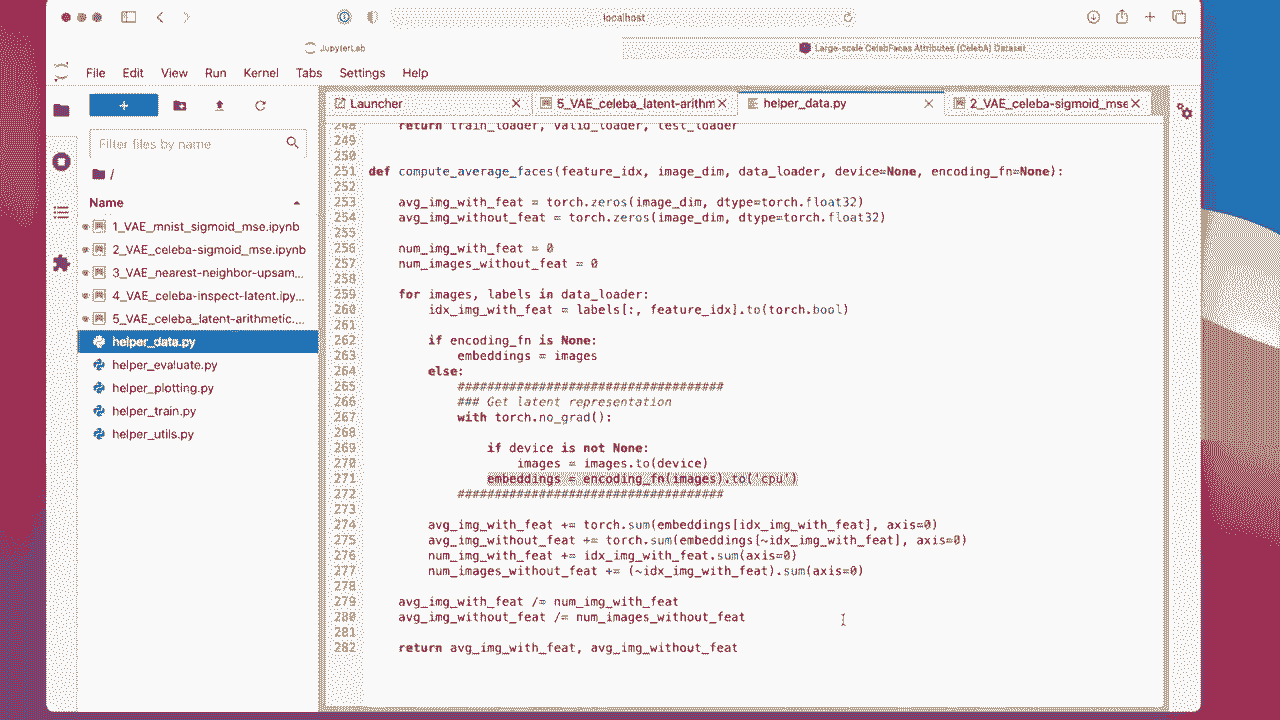 localhost
JupyterLab
Large-scale CelebFaces Attributes (CelebA) Dataset
File Edit View Run Kernel Tabs Settings Help
Launcher
5_VAE_celeba_latent-arithm
helper_data.py
2_VAE_celeba-sigmoid_mse
Filter files by name
/
Name
1_VAE_mnist_sigmoid_mse.ipynb
2_VAE_celeba-sigmoid_mse.ipynb
3_VAE_nearest-neighbor-upsam...
4_VAE_celeba-inspect-latent.ipy...
5_VAE_celeba_latent-arithmetic....
helper_data.py
helper_evaluate.py
helper_plotting.py
helper_train.py
helper_utils.py
248     return train_loader, valid_loader, test_loader
249
250
251 def compute_average_faces(feature_idx, image_dim, data_loader, device=None, encoding_fn=None):
252
253     avg_img_with_feat = torch.zeros(image_dim, dtype=torch.float32)
254     avg_img_without_feat = torch.zeros(image_dim, dtype=torch.float32)
255
256     num_img_with_feat = 0
257     num_images_without_feat = 0
258
259     for images, labels in data_loader:
260         idx_img_with_feat = labels[:, feature_idx].to(torch.bool)
261
262         if encoding_fn is None:
263             embeddings = images
264         else:
265             ####################################
266             ### Get latent representation
267             with torch.no_grad():
268
269                 if device is not None:
270                     images = images.to(device)
271                 embeddings = encoding_fn(images).to('cpu')
272             ####################################
273
274         avg_img_with_feat += torch.sum(embeddings[idx_img_with_feat], axis=0)
275         avg_img_without_feat += torch.sum(embeddings[~idx_img_with_feat], axis=0)
276         num_img_with_feat += idx_img_with_feat.sum(axis=0)
277         num_images_without_feat += (~idx_img_with_feat).sum(axis=0)
278
279     avg_img_with_feat /= num_img_with_feat
280     avg_img_without_feat /= num_images_without_feat
281
282     return avg_img_with_feat, avg_img_without_feat